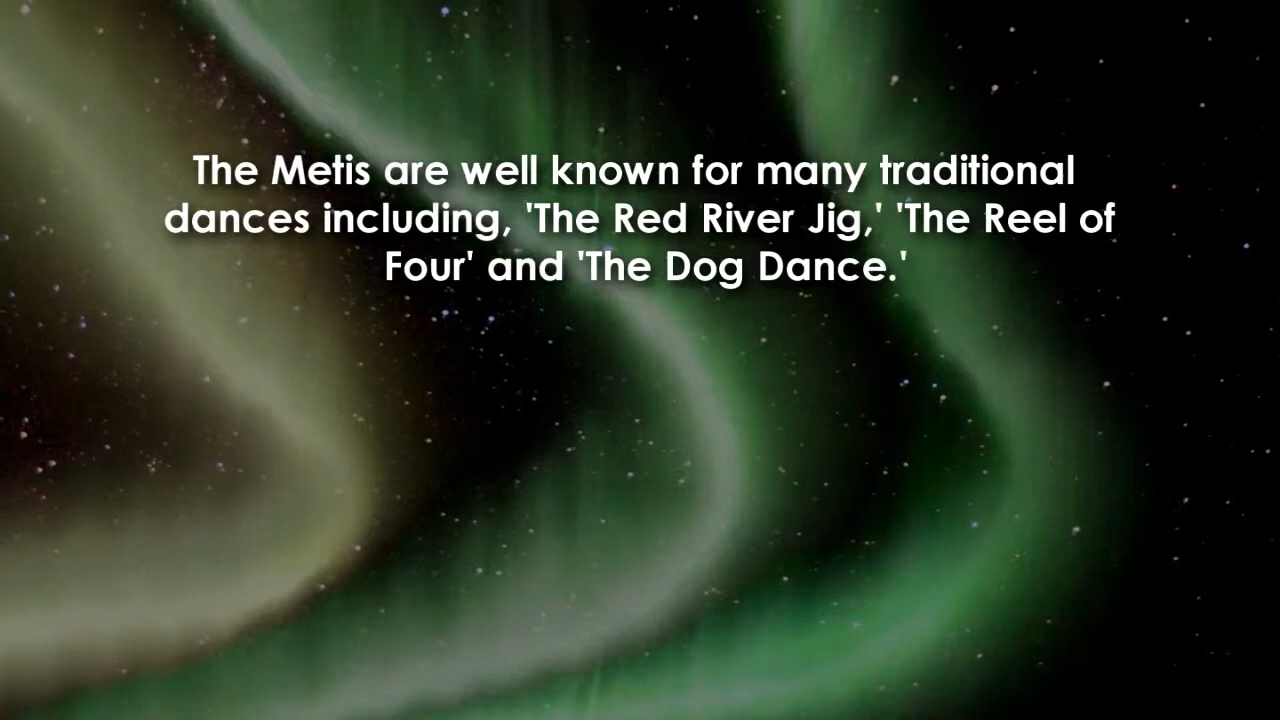 The Metis are well known for many traditional
dances including, 'The Red River Jig,' 'The Reel of
Four' and 'The Dog Dance.'